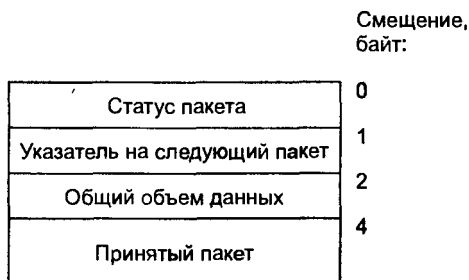 Смещение,
байт:
0
Статус пакета
1
Указатель на следующий пакет
2
Общий объем данных
4
Принятый пакет